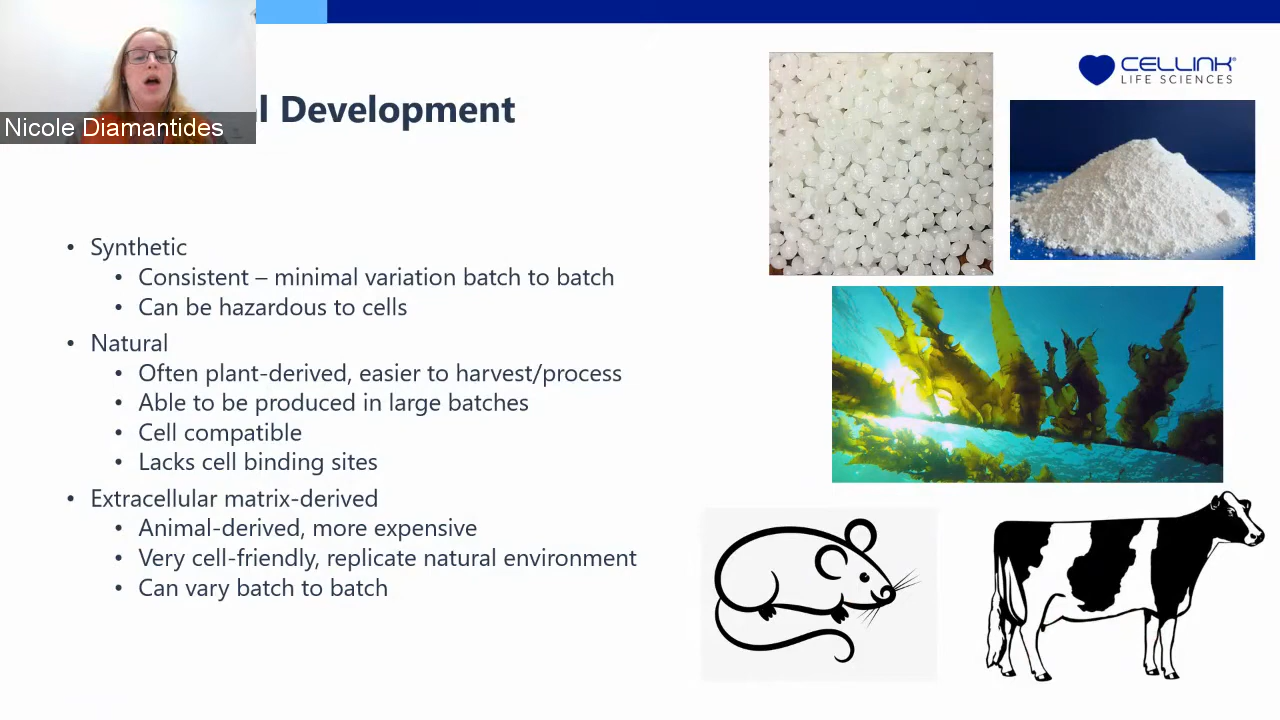 Nicole Diamantides
l Development
CELLINK
LIFE SCIENCES
• Synthetic
• Consistent – minimal variation batch to batch
• Can be hazardous to cells
• Natural
• Often plant-derived, easier to harvest/process
• Able to be produced in large batches
• Cell compatible
• Lacks cell binding sites
• Extracellular matrix-derived
• Animal-derived, more expensive
• Very cell-friendly, replicate natural environment
• Can vary batch to batch